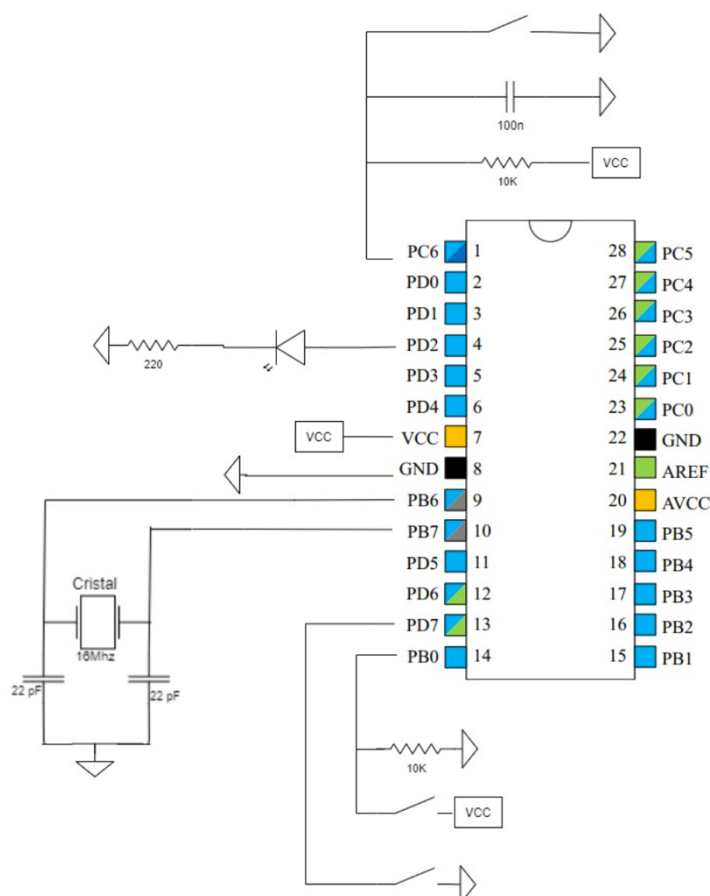 100n
10K
VCC
PC6 1 28 PC5
PD0 2 27 PC4
PD1 3 26 PC3
220
PD2 4 25 PC2
PD3 5 24 PC1
PD4 6 23 PC0
VCC
VCC 7 22 GND
GND 8 21 AREF
PB6 9 20 AVCC
PB7 10 19 PB5
PD5 11 18 PB4
Cristal
PD6 12 17 PB3
PD7 13 16 PB2
16Mhz
PB0 14 15 PB1
22 pF
22 pF
10K
VCC